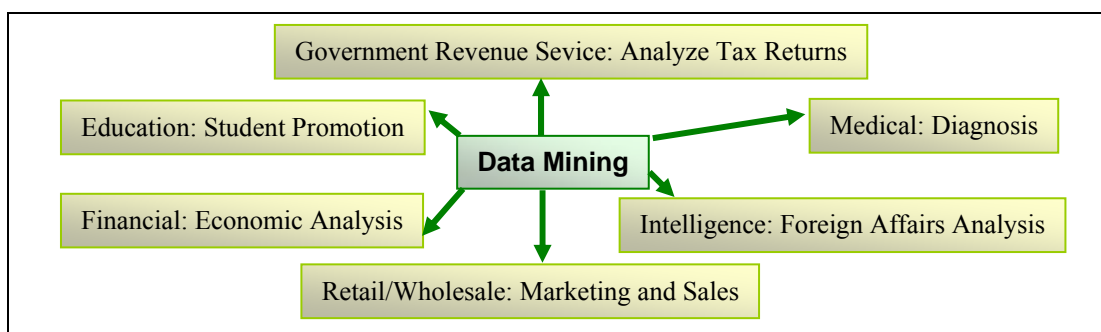 Government Revenue Sevice: Analyze Tax Returns
Education: Student Promotion
Medical: Diagnosis
Data Mining
Financial: Economic Analysis
Intelligence: Foreign Affairs Analysis
Retail/Wholesale: Marketing and Sales